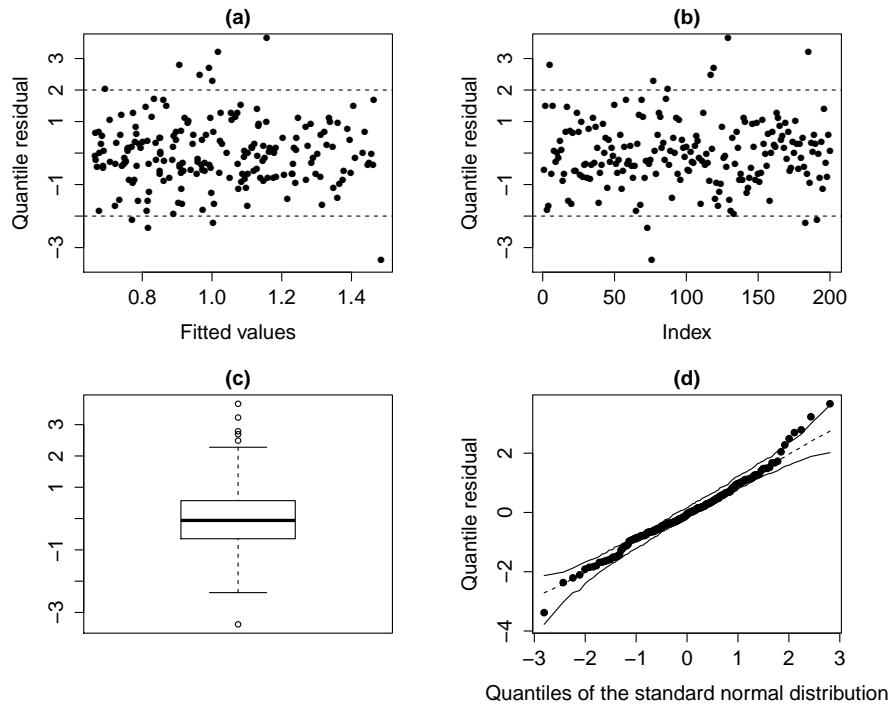 (a)
Quantile residual
3
2
1
-1
-3
0.8 1.0 1.2 1.4
Fitted values
(b)
Quantile residual
3
2
1
-1
-3
0 50 100 150 200
Index
(c)
3
1
-1
-3
(d)
Quantile residual
2
0
−2
−4
−3 −2 −1 0 1 2 3
Quantiles of the standard normal distribution